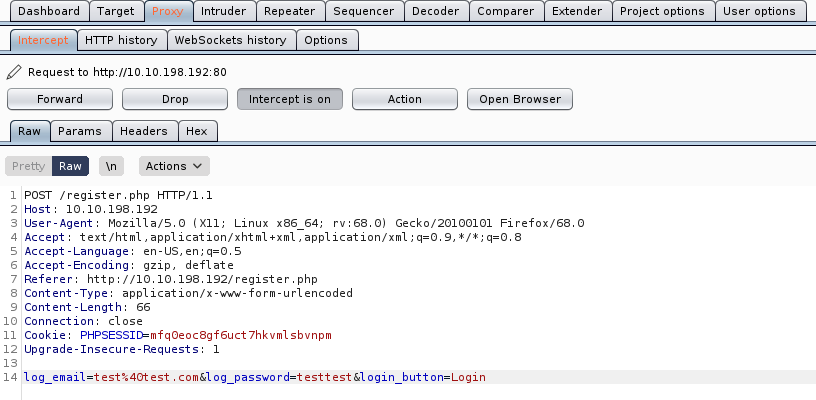 Dashboard Target Proxy Intruder Repeater Sequencer Decoder Comparer Extender Project options User options
Intercept HTTP history WebSockets history Options
Request to http://10.10.198.192:80
Forward Drop Intercept is on Action Open Browser
Raw Params Headers Hex
Pretty Raw \n Actions
1 POST /register.php HTTP/1.1
2 Host: 10.10.198.192
3 User-Agent: Mozilla/5.0 (X11; Linux x86_64; rv:68.0) Gecko/20100101 Firefox/68.0
4 Accept: text/html,application/xhtml+xml,application/xml;q=0.9,*/*;q=0.8
5 Accept-Language: en-US,en;q=0.5
6 Accept-Encoding: gzip, deflate
7 Referer: http://10.10.198.192/register.php
8 Content-Type: application/x-www-form-urlencoded
9 Content-Length: 66
10 Connection: close
11 Cookie: PHPSESSID=mfq0eoc8gf6uct7hkvmlsbvnpm
12 Upgrade-Insecure-Requests: 1
13
14 log_email=test%40test.com&log_password=testtest&login_button=Login